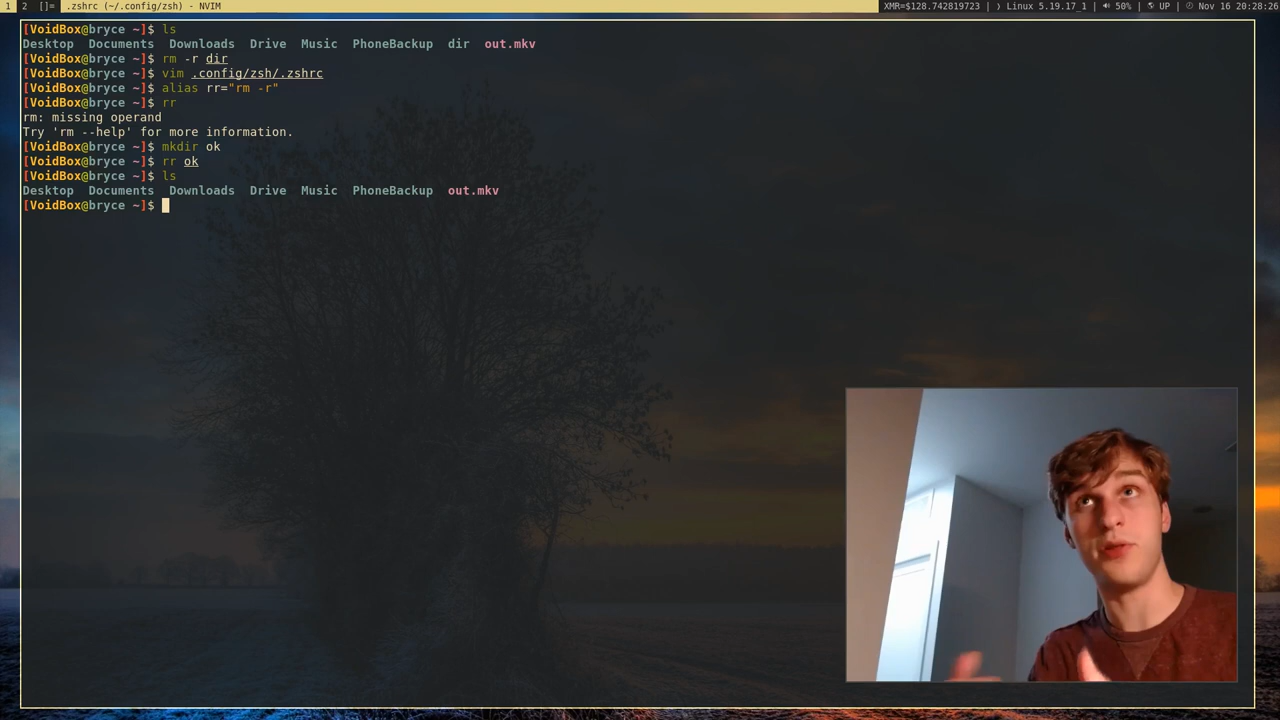 1 2 []= .zshrc (~/.config/zsh) - NVIM XMR=$128.742819723 | Linux 5.19.17_1 | 50% | UP | Nov 16 20:28:26
[VoidBox@bryce ~]$ ls
Desktop Documents Downloads Drive Music PhoneBackup dir out.mkv
[VoidBox@bryce ~]$ rm -r dir
[VoidBox@bryce ~]$ vim .config/zsh/.zshrc
[VoidBox@bryce ~]$ alias rr="rm -r"
[VoidBox@bryce ~]$ rr
rm: missing operand
Try 'rm --help' for more information.
[VoidBox@bryce ~]$ mkdir ok
[VoidBox@bryce ~]$ rr ok
[VoidBox@bryce ~]$ ls
Desktop Documents Downloads Drive Music PhoneBackup out.mkv
[VoidBox@bryce ~]$